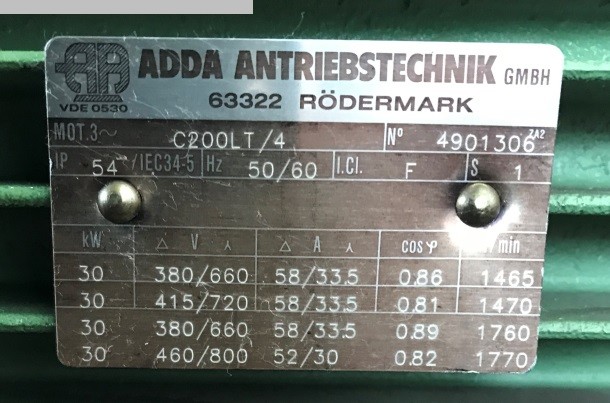 ADDA ANTRIEBSTECHNIK GMBH
VDE 0530 63322 RÖDERMARK
MOT.3~ C200LT/4 Nº 4901306 ZA2
IP 54 /IEC34-5 Hz 50/60 I.Cl. F S 1
kW △ V 人 △ A 人 cosφ min
30 380/660 58/33.5 0.86 1465
30 415/720 58/33.5 0.81 1470
30 380/660 58/33.5 0.89 1760
30 460/800 52/30 0.82 1770